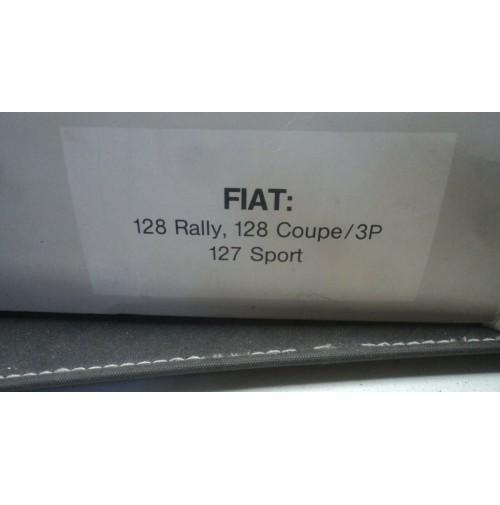 FIAT:
128 Rally, 128 Coupe/3P
127 Sport